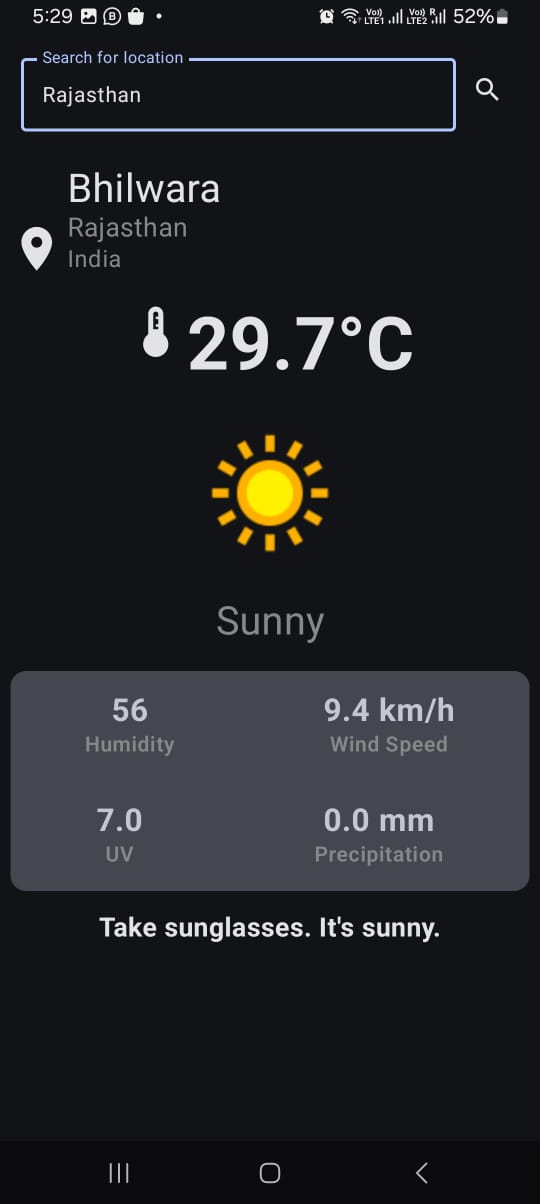 5:29 B Vo)) LTE1 Vo)) LTE2 R 52%
Search for location
Rajasthan
Bhilwara
Rajasthan
India
29.7°C
Sunny
56 9.4 km/h
Humidity Wind Speed
7.0 0.0 mm
UV Precipitation
Take sunglasses. It's sunny.